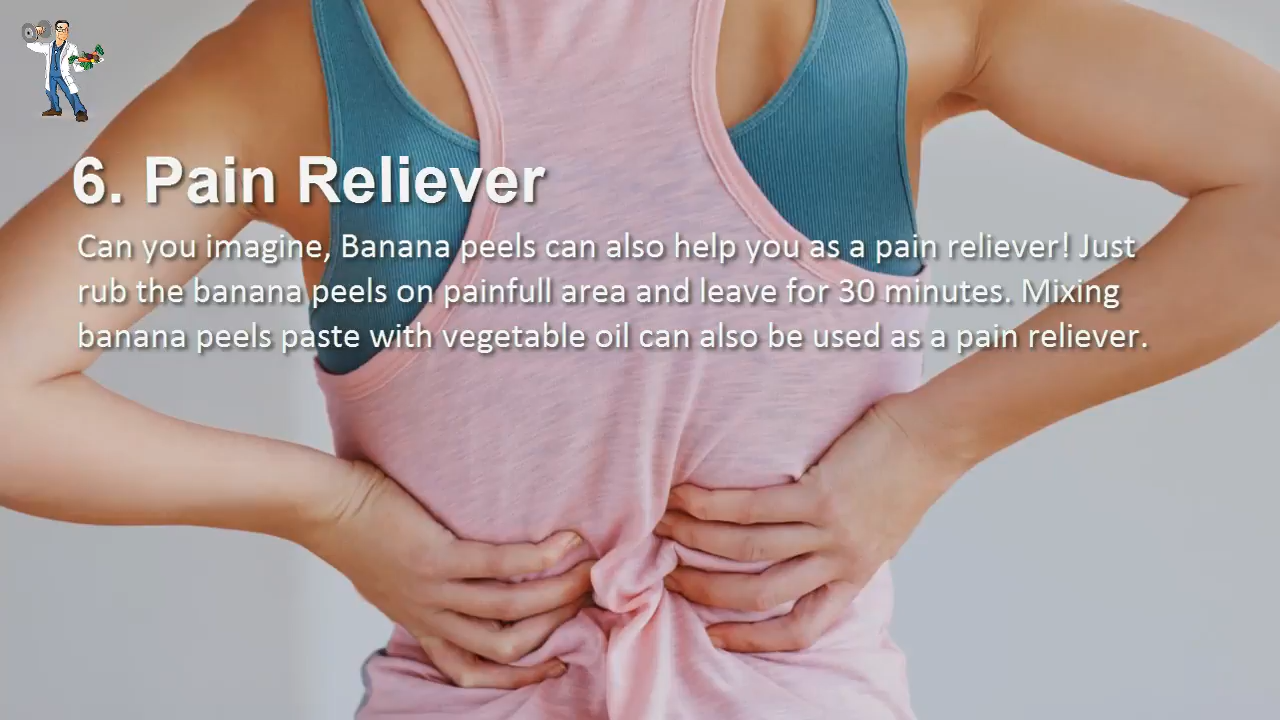 6. Pain Reliever
Can you imagine, Banana peels can also help you as a pain reliever! Just
rub the banana peels on painfull area and leave for 30 minutes. Mixing
banana peels paste with vegetable oil can also be used as a pain reliever.